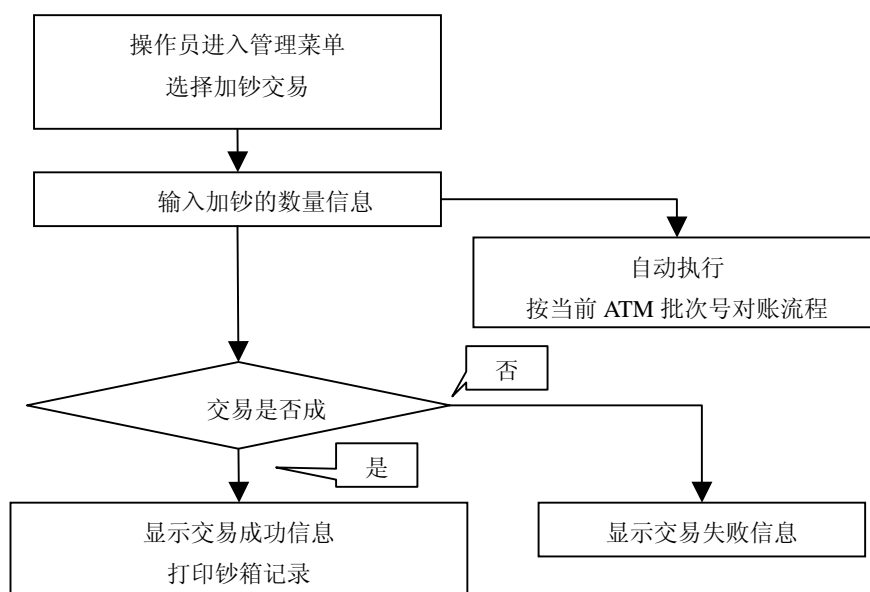 操作员进入管理菜单
选择加钞交易
输入加钞的数量信息
自动执行
按当前 ATM 批次号对账流程
否
交易是否成
是
显示交易成功信息
打印钞箱记录
显示交易失败信息